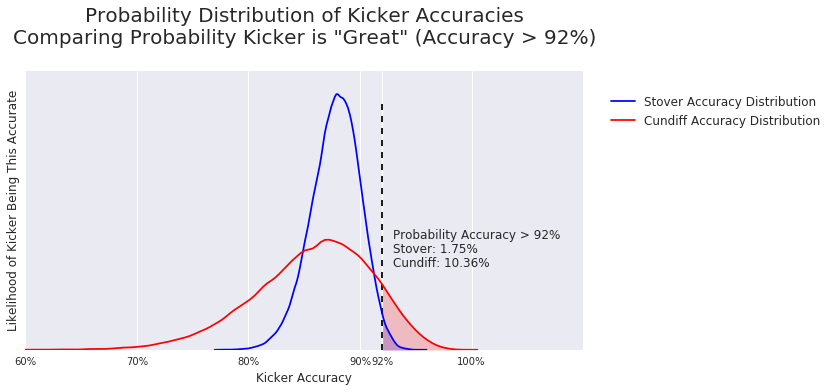 Probability Distribution of Kicker Accuracies
Comparing Probability Kicker is "Great" (Accuracy > 92%)
Likelihood of Kicker Being This Accurate
Stover Accuracy Distribution
Cundiff Accuracy Distribution
Probability Accuracy > 92%
Stover: 1.75%
Cundiff: 10.36%
60% 70% 80% 90% 92% 100%
Kicker Accuracy